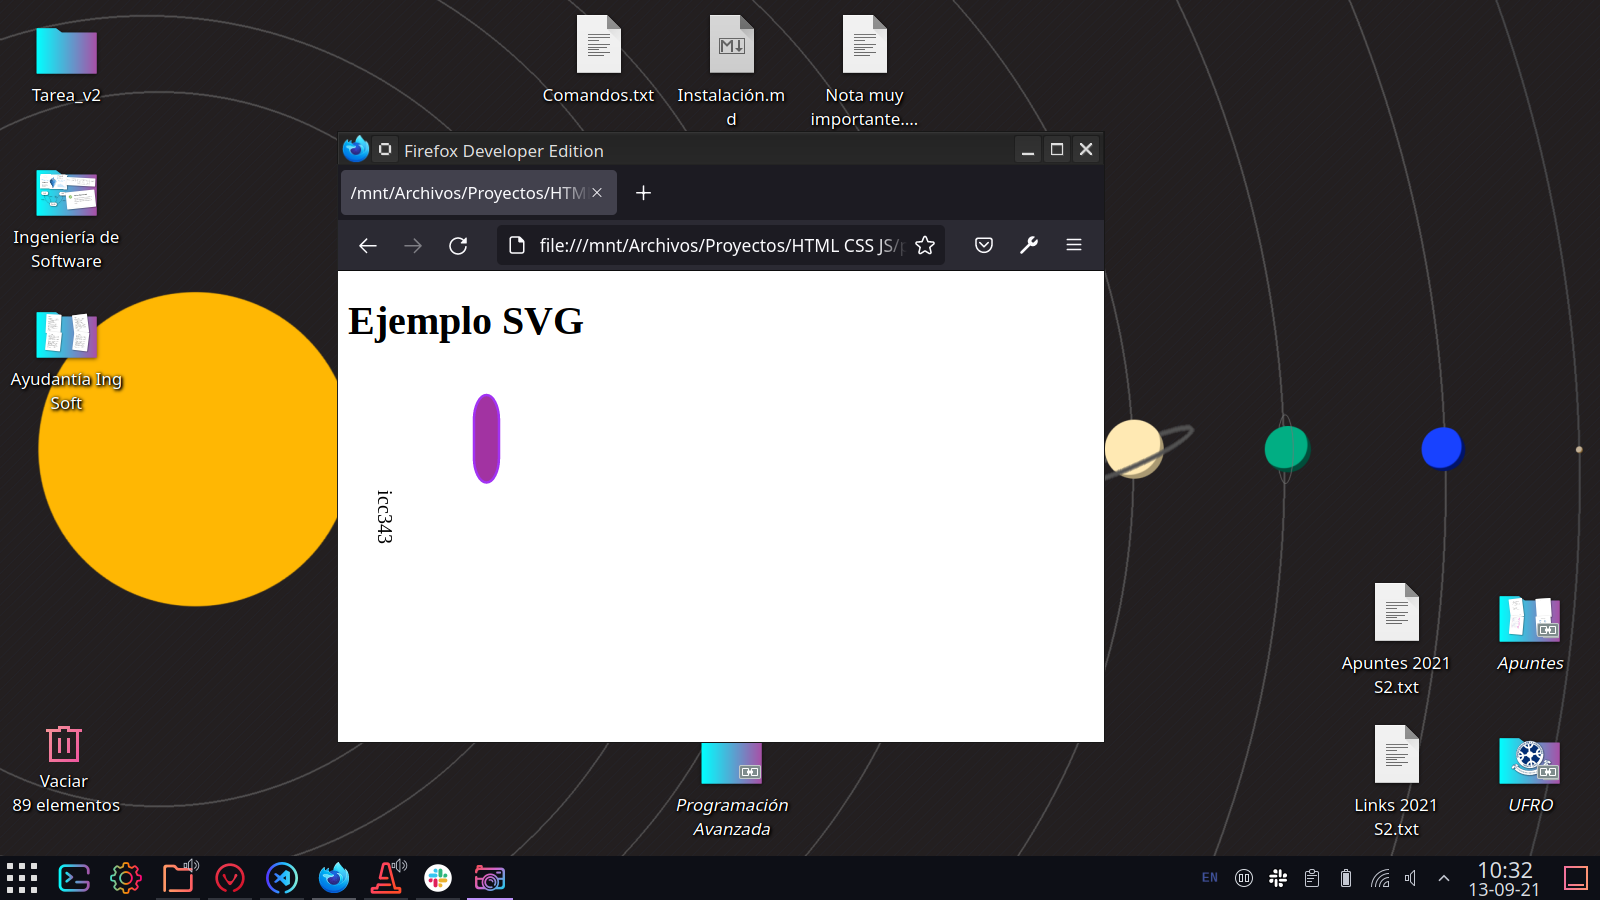 Tarea_v2
Comandos.txt
Instalación.m
d
Nota muy
importante....
Firefox Developer Edition
/mnt/Archivos/Proyectos/HTM
file:///mnt/Archivos/Proyectos/HTML CSS JS/p
Ingeniería de
Software
Ejemplo SVG
Ayudantía Ing
Soft
icc343
Apuntes 2021
S2.txt
Apuntes
Vaciar
89 elementos
Programación
Avanzada
Links 2021
S2.txt
UFRO
EN
10:32
13-09-21